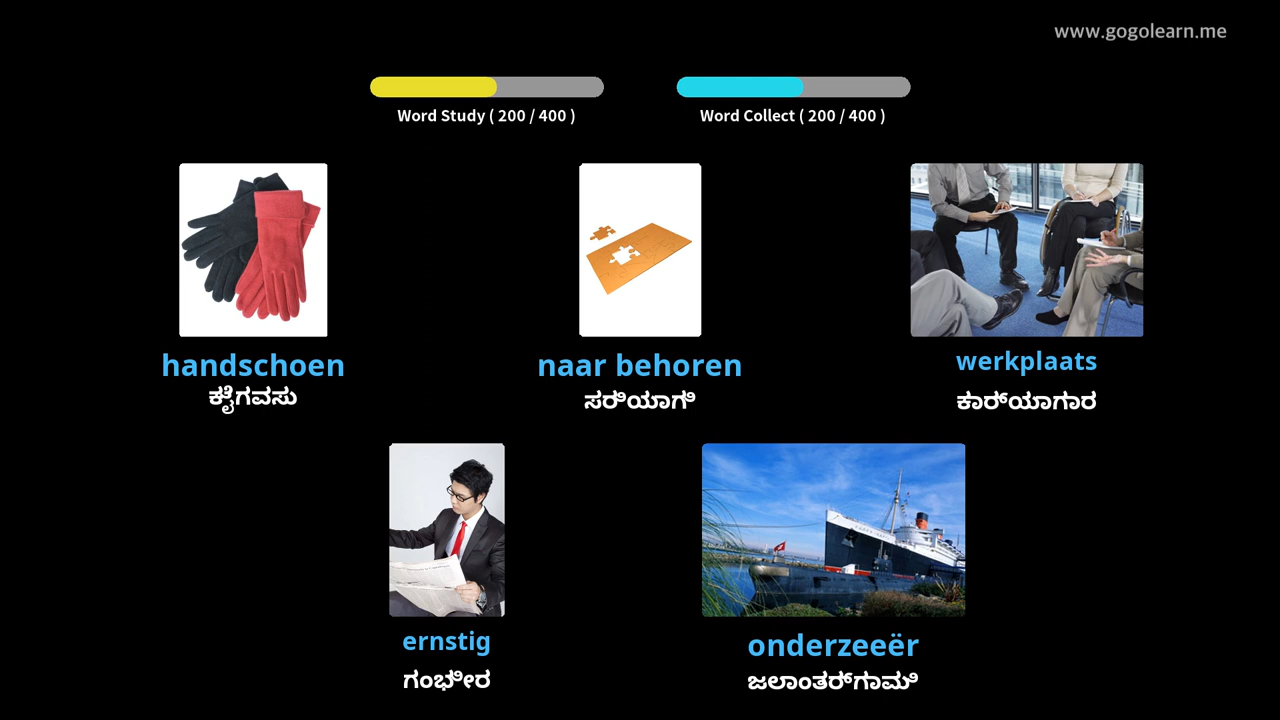 www.gogolearn.me
Word Study ( 200 / 400 )
Word Collect ( 200 / 400 )
handschoen
ಕೈಗವಸು
naar behoren
ಸರಿಯಾಗಿ
werkplaats
ಕಾರ್ಯಾಗಾರ
ernstig
ಗಂಭೀರ
onderzeeër
ಜಲಾಂತರ್ಗಾಮಿ